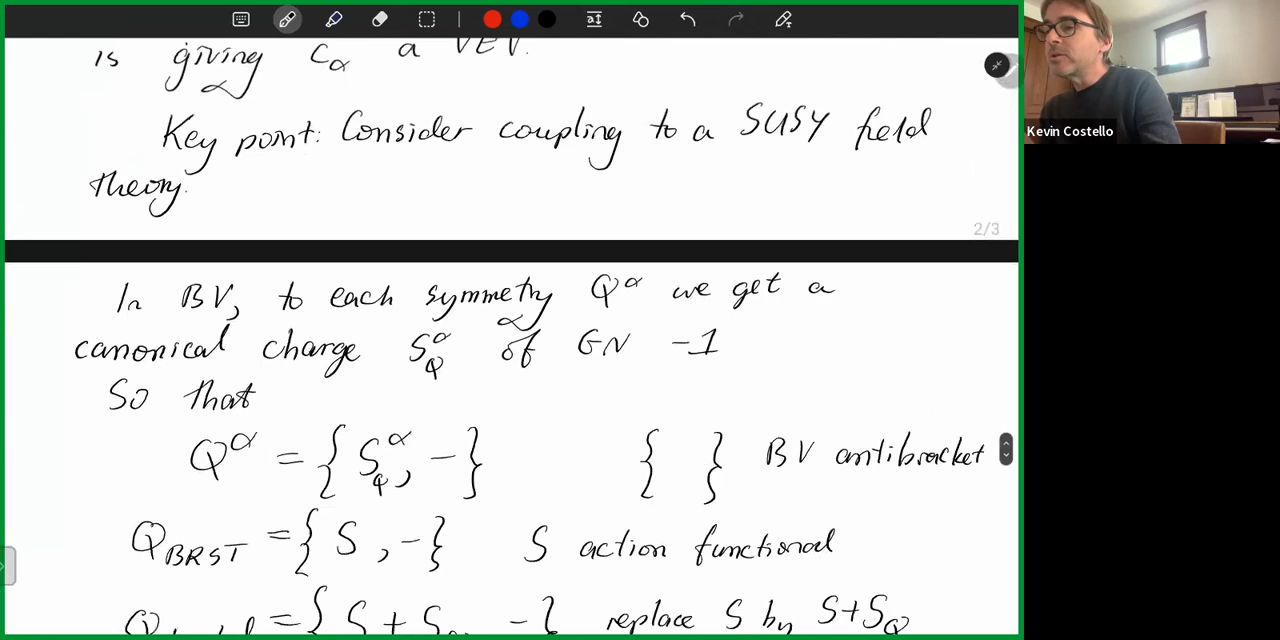 is giving C_α a VEV.
Key point: Consider coupling to a SUSY field
theory.
2/3
In BV, to each symmetry Q^α we get a
canonical charge S_Q^α of GN -1
So that
Q^α = { S_Q^α, - } { } BV antibracket
Q_BRST = { S, - } S action functional
= { S + S - } replace S by S+S_Q
Kevin Costello